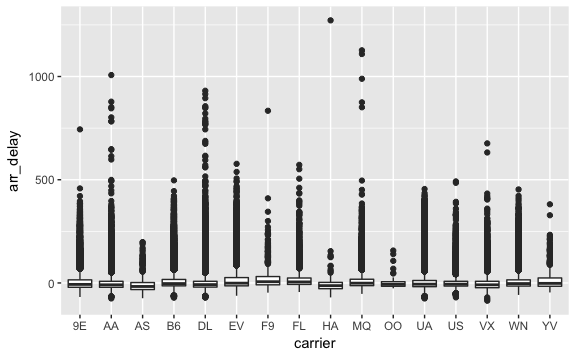 arr_delay
1000
500
0
9E AA AS B6 DL EV F9 FL HA MQ OO UA US VX WN YV
carrier